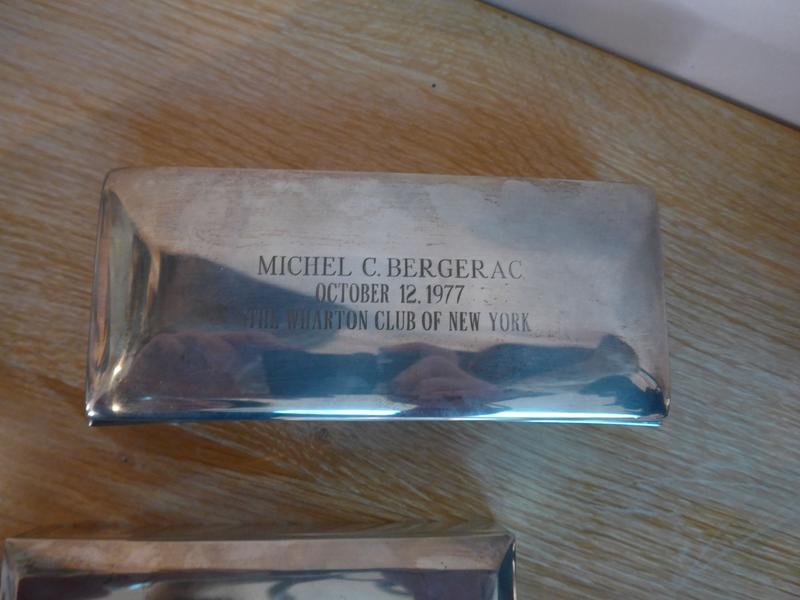 MICHEL C. BERGERAC
OCTOBER 12, 1977
THE WHARTON CLUB OF NEW YORK